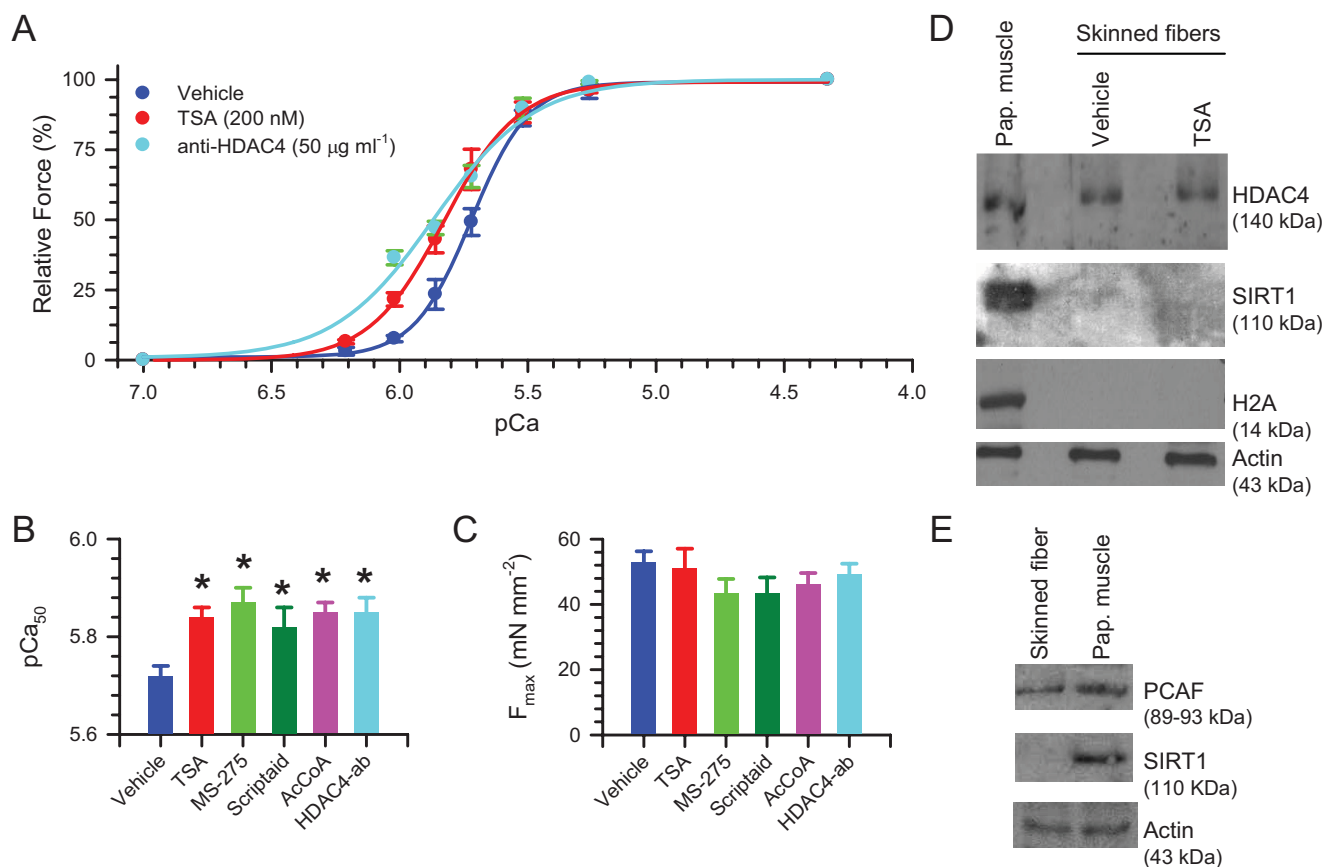 A
Relative Force (%)
100
75
50
25
0
Vehicle
TSA (200 nM)
anti-HDAC4 (50 μg ml⁻¹)
7.0 6.5 6.0 5.5 5.0 4.5 4.0
pCa
B
pCa₅₀
6.0
5.8
5.6
* * * * *
Vehicle
TSA
MS-275
Scriptaid
AcCoA
HDAC4-ab
C
Fₘₐₓ (mN mm⁻²)
80
60
40
20
0
Vehicle
TSA
MS-275
Scriptaid
AcCoA
HDAC4-ab
D
Skinned fibers
Pap. muscle
Vehicle
TSA
HDAC4
(140 kDa)
SIRT1
(110 kDa)
H2A
(14 kDa)
Actin
(43 kDa)
E
Skinned fiber
Pap. muscle
PCAF
(89-93 kDa)
SIRT1
(110 KDa)
Actin
(43 kDa)